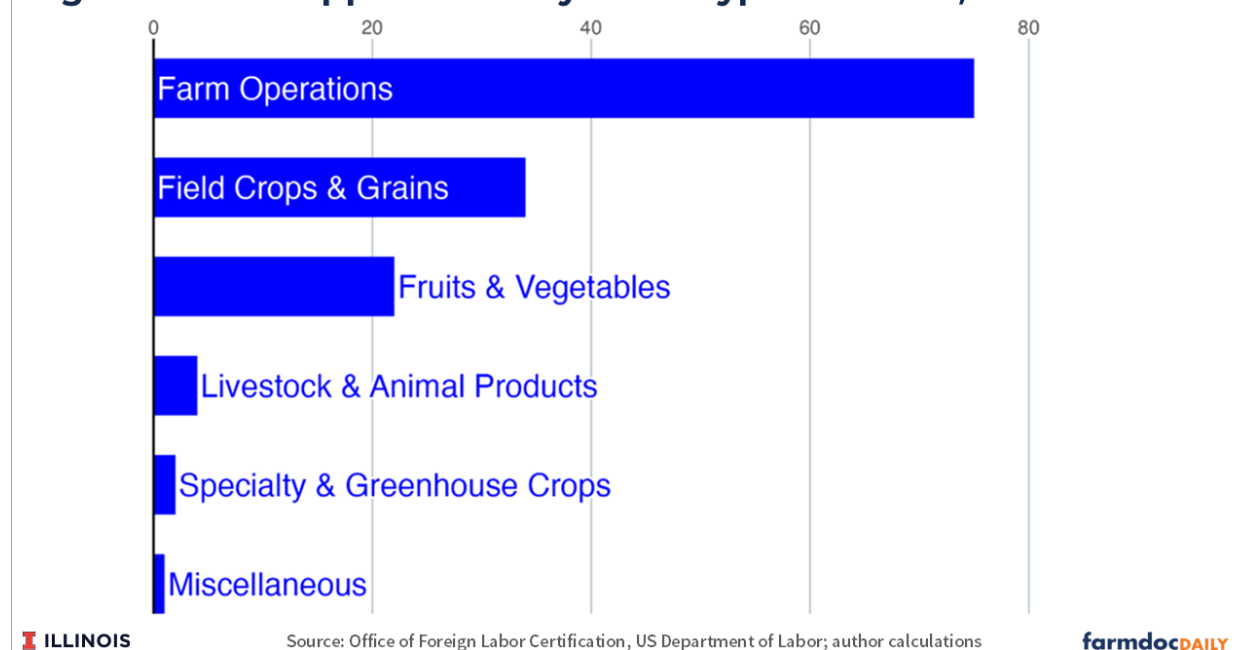 0 20 40 60 80
Farm Operations
Field Crops & Grains
Fruits & Vegetables
Livestock & Animal Products
Specialty & Greenhouse Crops
Miscellaneous
I ILLINOIS Source: Office of Foreign Labor Certification, US Department of Labor; author calculations farmdocDAILY